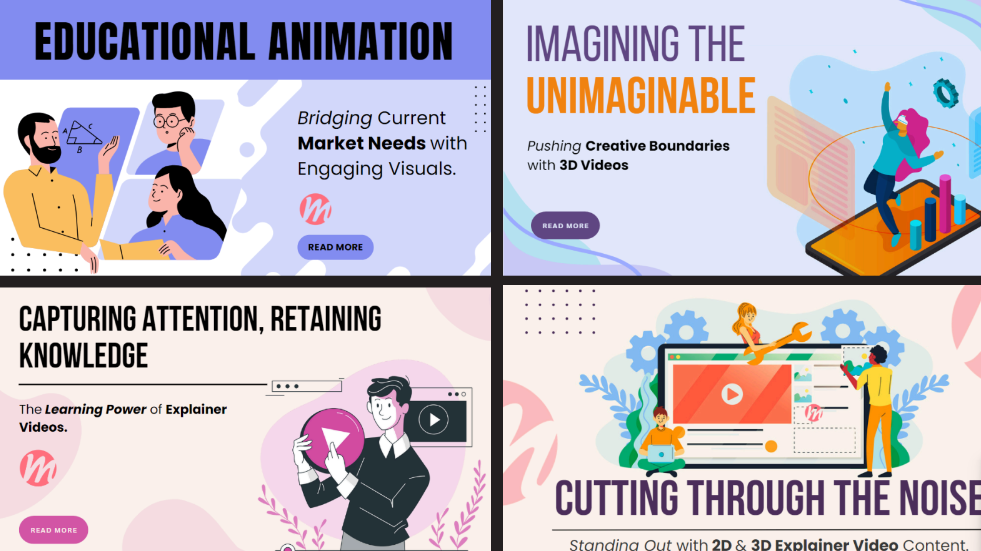 EDUCATIONAL ANIMATION
A
C
B
Bridging Current
Market Needs with
Engaging Visuals.
m
READ MORE
IMAGINING THE
UNIMAGINABLE
Pushing Creative Boundaries
with 3D Videos
READ MORE
CAPTURING ATTENTION, RETAINING
KNOWLEDGE
The Learning Power of Explainer
Videos.
m
READ MORE
m
CUTTING THROUGH THE NOISE
Standing Out with 2D & 3D Explainer Video Content.